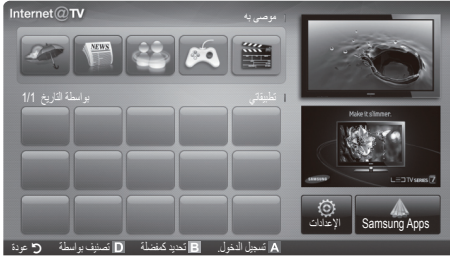 Internet@TV
موصى به
NEWS
تطبيقاتي
بواسطة التاريخ 1/1
Make it slimmer.
SAMSUNG
LED TV SERIES 7
الإعدادات
Samsung Apps
A تسجيل الدخول. B تحديد كمفضلة D تصنيف بواسطة عودة